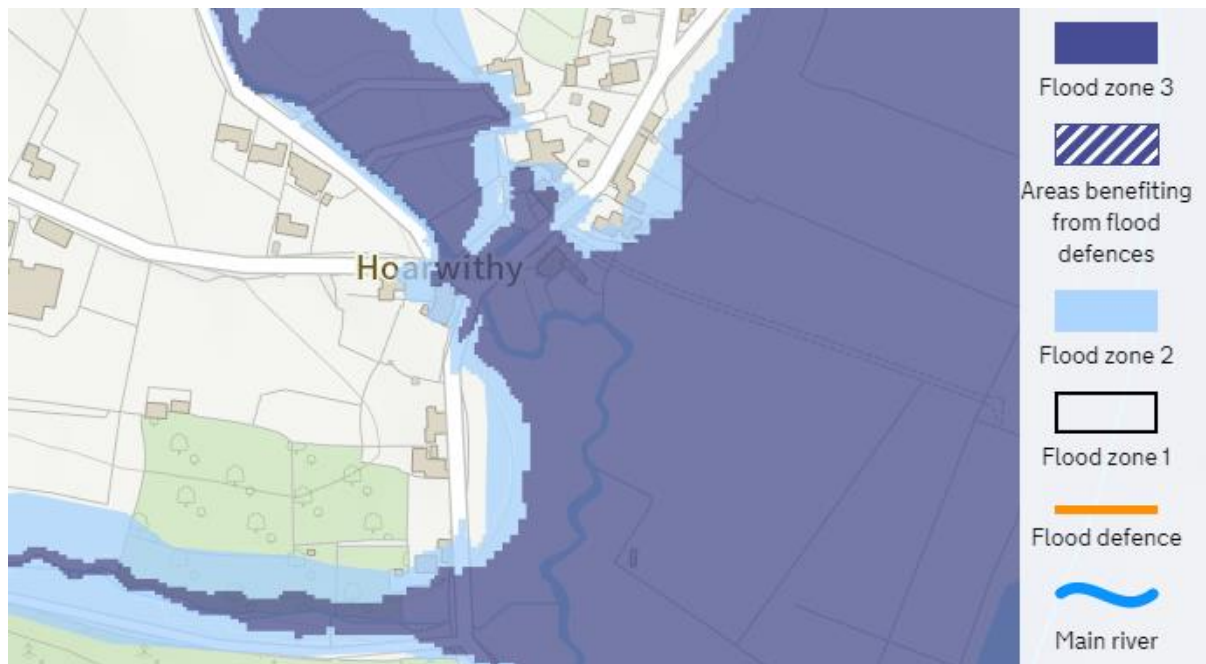 Hoarwithy
Flood zone 3
Areas benefiting
from flood
defences
Flood zone 2
Flood zone 1
Flood defence
Main river